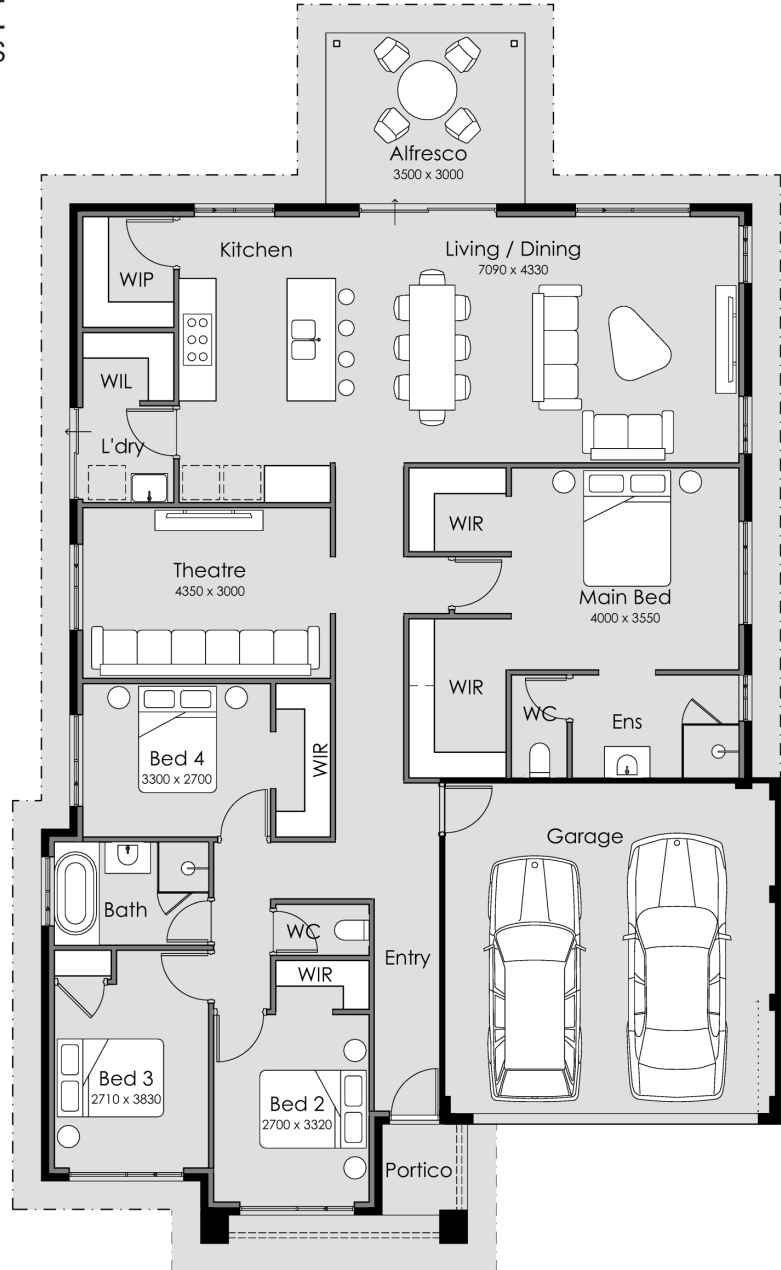 Alfresco
3500 x 3000
Kitchen
Living / Dining
7090 x 4330
WIP
WIL
L'dry
WIR
Theatre
4350 x 3000
Main Bed
4000 x 3550
WIR
WC
Ens
Bed 4
3300 x 2700
WIR
Garage
Bath
WC
Entry
WIR
Bed 3
2710 x 3830
Bed 2
2700 x 3320
Portico